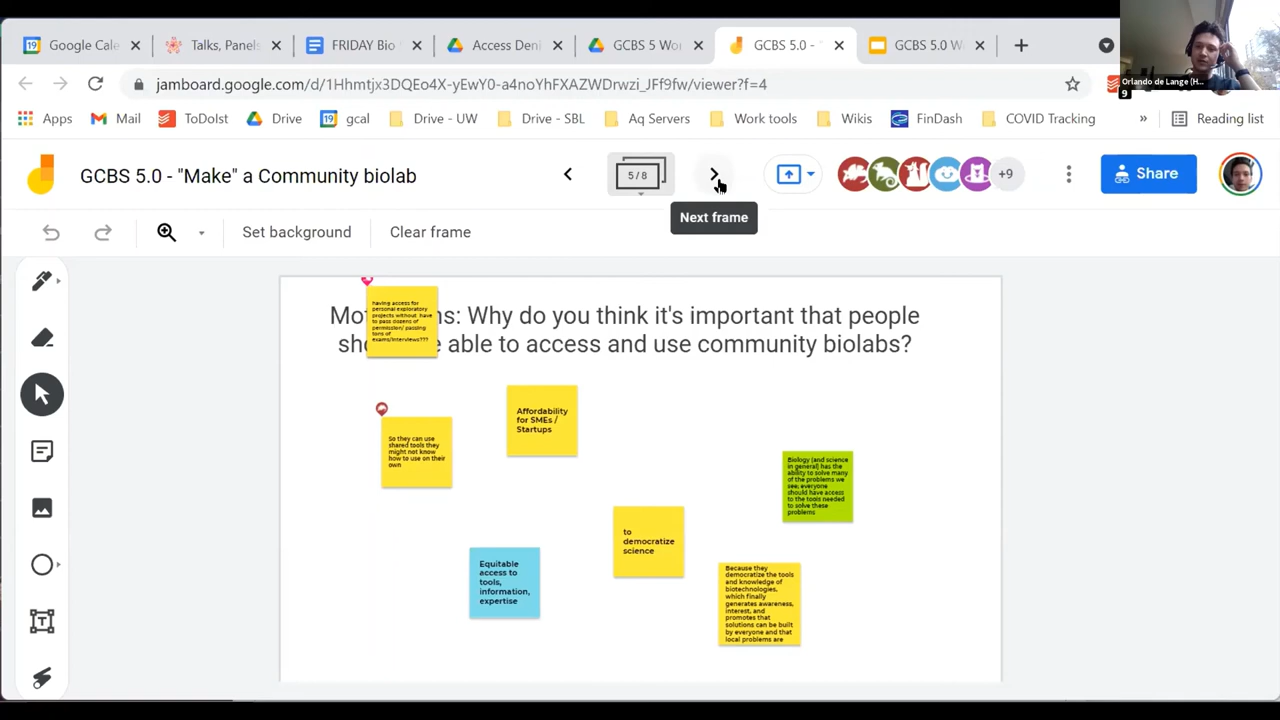 Google Cale
Talks, Panels
FRIDAY Bio
Access Deni
GCBS 5 Wor
GCBS 5.0 -
GCBS 5.0 W
jamboard.google.com
/viewer?f=4
Apps
Mail
ToDoIst
Drive
gcal
Drive - UW
Drive - SBL
Aq Servers
Work tools
Wikis
FinDash
COVID Tracking
»
Reading list
Orlando de Lange (H...
9
GCBS 5.0 - "Make" a Community biolab
5 / 8
+9
Share
Next frame
Set background
Clear frame
Mot ns: Why do you think it's important that people
sho e able to access and use community biolabs?
having access for
personal exploratory
projects without have
to pass dozens of
permission/ passing
tons of
exams/interviews???
So they can use
shared tools they
might not know
how to use on their
own
Affordability
for SMEs /
Startups
Biology (and science
in general) has the
ability to solve many
of the problems we
see, everyone
should have access
to the tools needed
to solve these
problems
to
democratize
science
Equitable
access to
tools,
information,
expertise
Because they
democratize the tools
and knowledge of
biotechnologies,
which finally
generates awareness,
interest, and
promotes that
solutions can be built
by everyone and that
local problems are